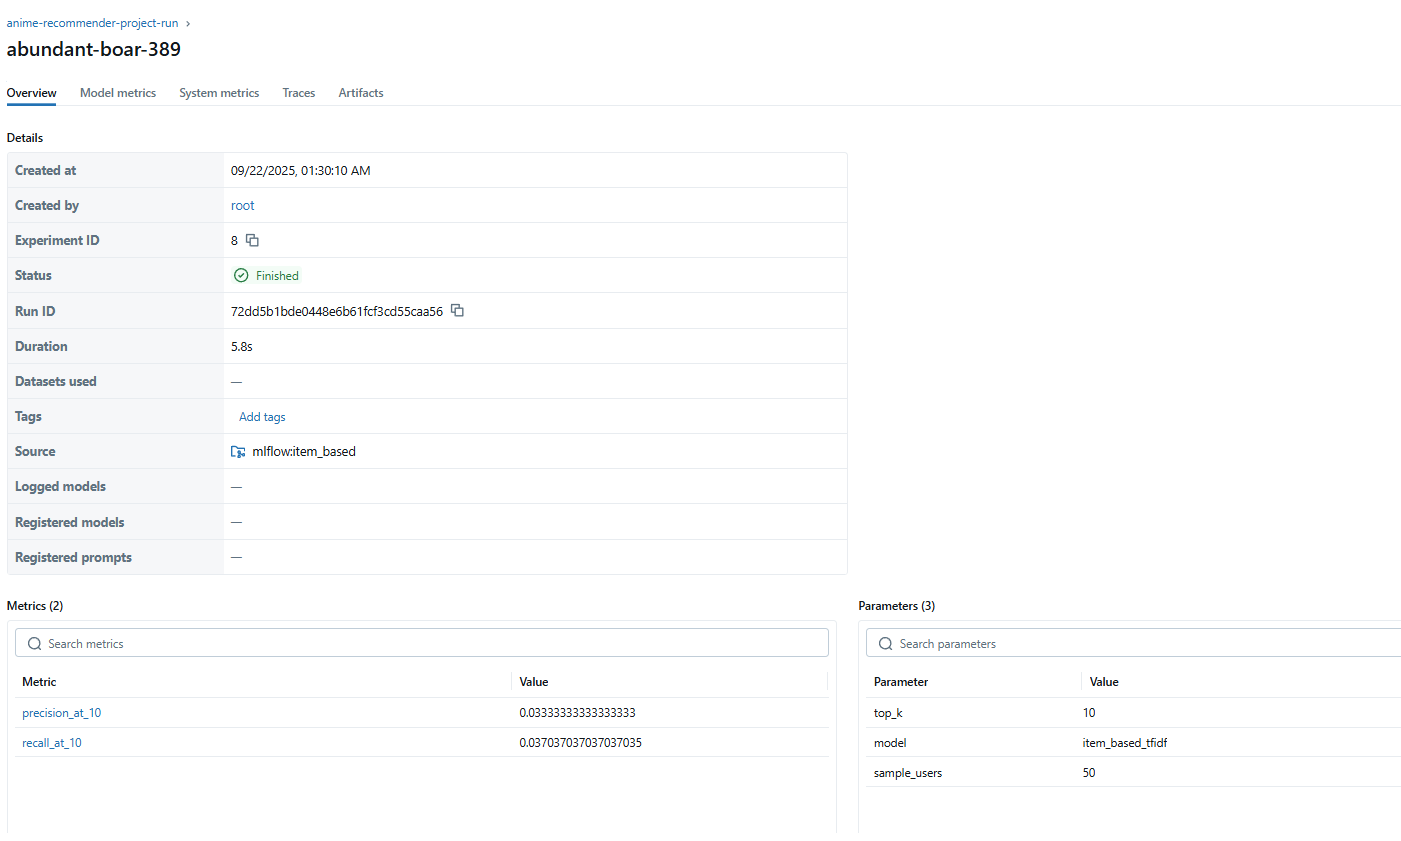 anime-recommender-project-run ›
abundant-boar-389
Overview Model metrics System metrics Traces Artifacts
Details
Created at 09/22/2025, 01:30:10 AM
Created by root
Experiment ID 8
Status Finished
Run ID 72dd5b1bde0448e6b61fcf3cd55caa56
Duration 5.8s
Datasets used —
Tags Add tags
Source mlflow:item_based
Logged models —
Registered models —
Registered prompts —
Metrics (2) Parameters (3)
Search metrics Search parameters
Metric Value Parameter Value
precision_at_10 0.03333333333333333 top_k 10
recall_at_10 0.037037037037037035 model item_based_tfidf
sample_users 50